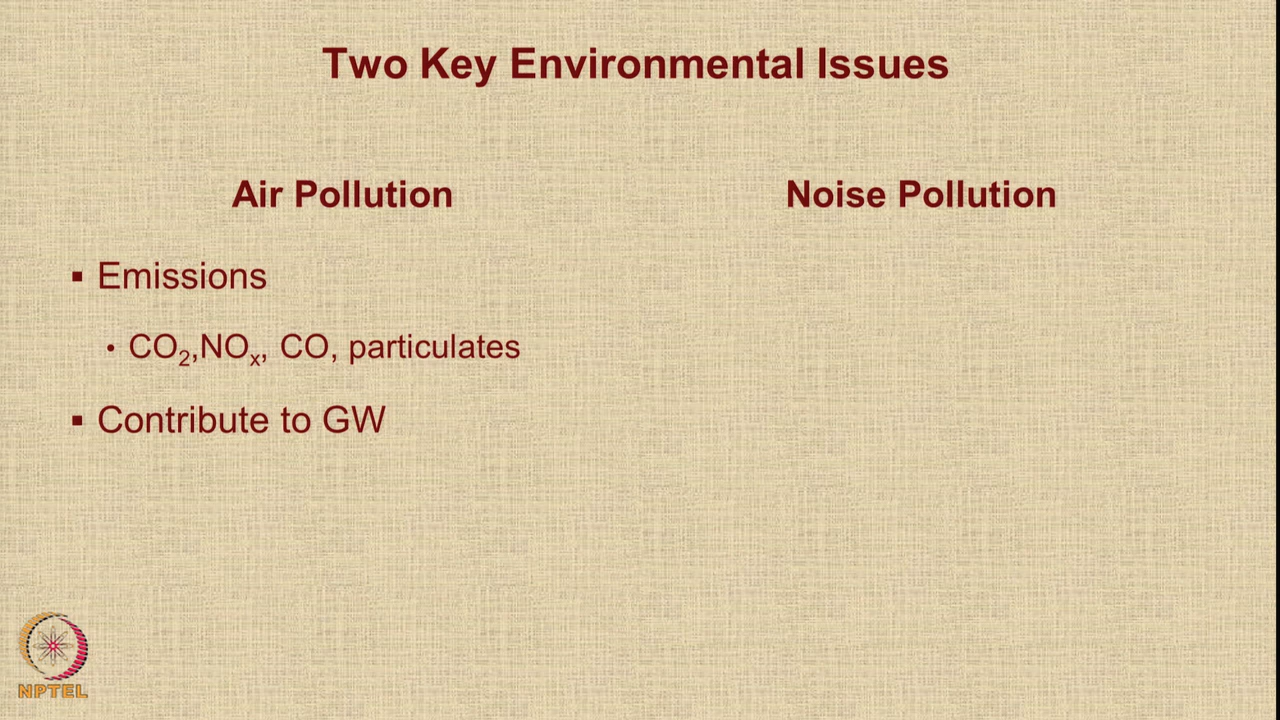 Two Key Environmental Issues
Air Pollution
▪ Emissions
• CO₂,NOₓ, CO, particulates
▪ Contribute to GW
Noise Pollution
NPTEL